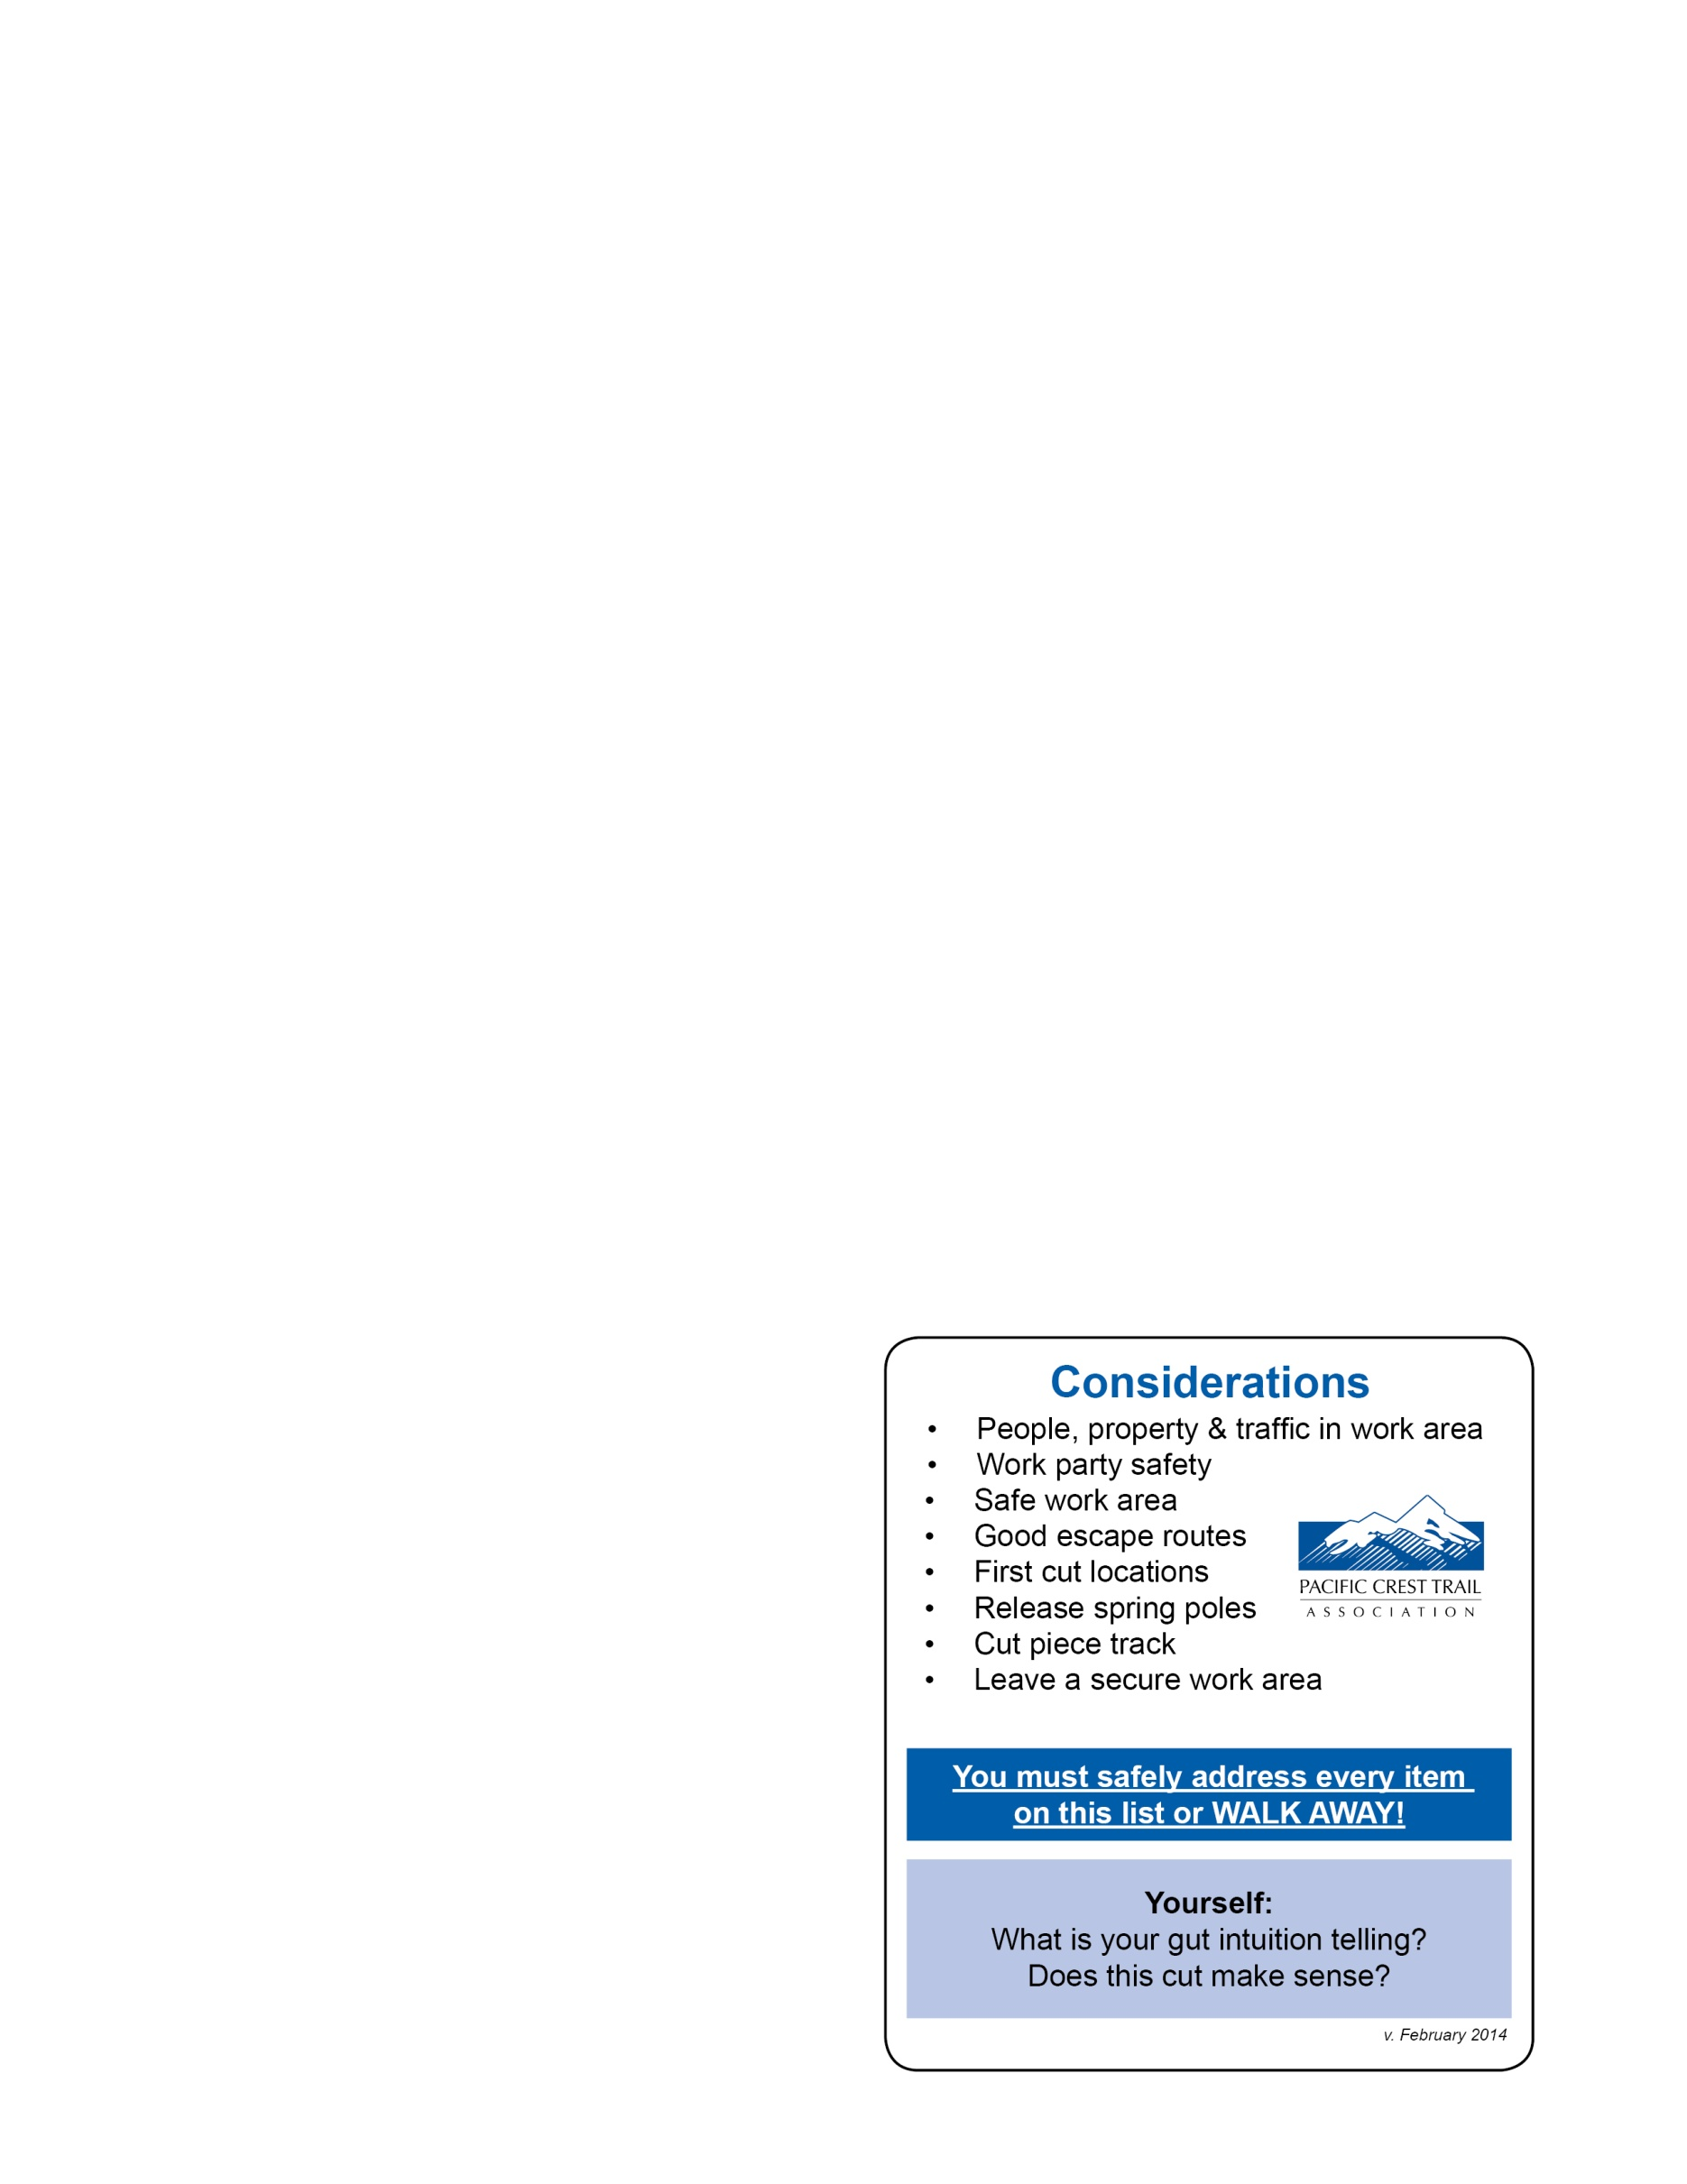 Considerations
• People, property & traffic in work area
• Work party safety
• Safe work area
• Good escape routes
• First cut locations
• Release spring poles
• Cut piece track
• Leave a secure work area
PACIFIC CREST TRAIL
ASSOCIATION
You must safely address every item
on this list or WALK AWAY!
Yourself:
What is your gut intuition telling?
Does this cut make sense?
v. February 2014